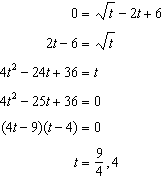 0 = √t − 2t + 6
2t − 6 = √t
4t² − 24t + 36 = t
4t² − 25t + 36 = 0
(4t − 9)(t − 4) = 0
t = 9/4, 4